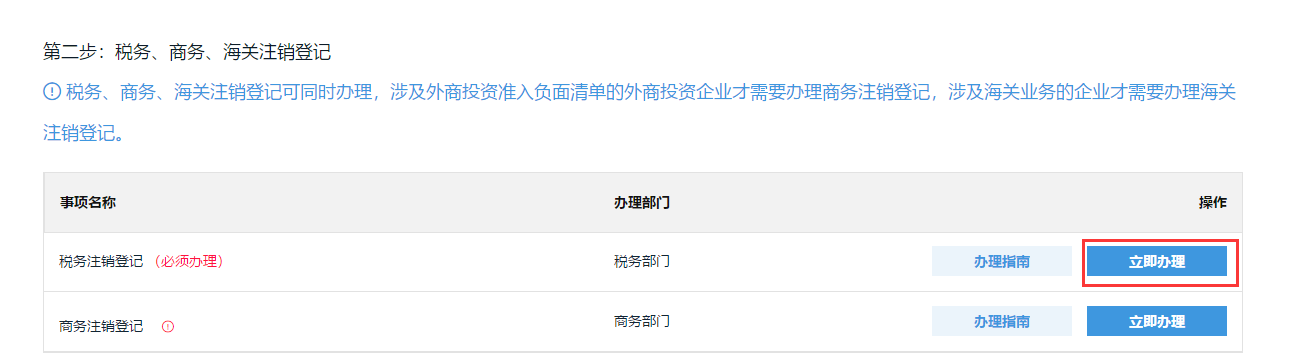 第二步：税务、商务、海关注销登记
税务、商务、海关注销登记可同时办理，涉及外商投资准入负面清单的外商投资企业才需要办理商务注销登记，涉及海关业务的企业才需要办理海关
注销登记。
事项名称 办理部门 操作
税务注销登记 （必须办理） 税务部门 办理指南 立即办理
商务注销登记 商务部门 办理指南 立即办理